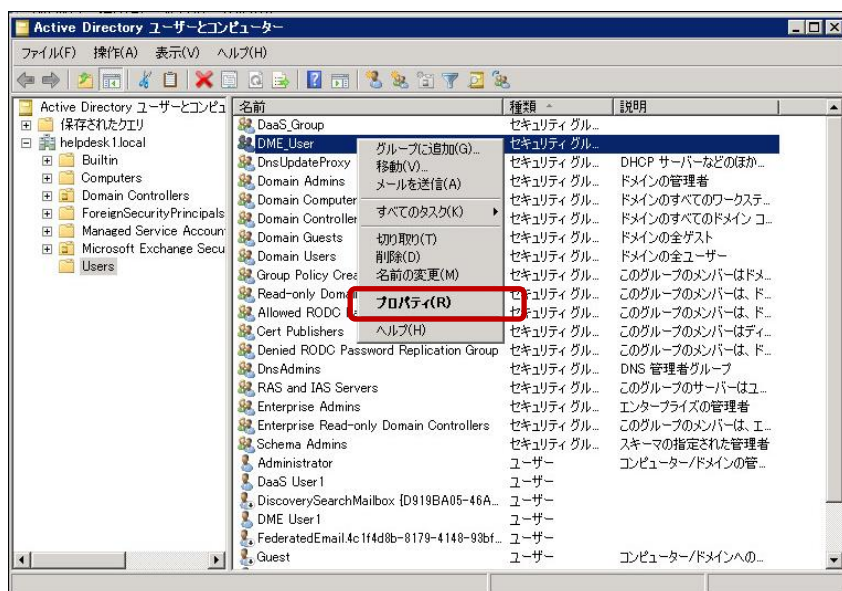 Active Directory ユーザーとコンピューター
ファイル(F) 操作(A) 表示(V) ヘルプ(H)
Active Directory ユーザーとコンピュ
保存されたクエリ
helpdesk1.local
Builtin
Computers
Domain Controllers
ForeignSecurityPrincipals
Managed Service Accoun
Microsoft Exchange Secu
Users
名前 種類 説明
DaaS_Group セキュリティ グル...
DME_User セキュリティ グル...
DnsUpdateProxy セキュリティ グル... DHCP サーバーなどのほか...
Domain Admins セキュリティ グル... ドメインの管理者
Domain Computer セキュリティ グル... ドメインのすべてのワークステ...
Domain Controller セキュリティ グル... ドメインのすべてのドメイン コ...
Domain Guests セキュリティ グル... ドメインの全ゲスト
Domain Users セキュリティ グル... ドメインの全ユーザー
Group Policy Crea セキュリティ グル... このグループのメンバーはドメ...
Read-only Domai セキュリティ グル... このグループのメンバーは、ド...
Allowed RODC セキュリティ グル... このグループのメンバーは、ド...
Cert Publishers セキュリティ グル... このグループのメンバーはディ...
Denied RODC Password Replication Group セキュリティ グル... このグループのメンバーは、ド...
DnsAdmins セキュリティ グル... DNS 管理者グループ
RAS and IAS Servers セキュリティ グル... このグループのサーバーはユ...
Enterprise Admins セキュリティ グル... エンタープライズの管理者
Enterprise Read-only Domain Controllers セキュリティ グル... このグループのメンバーは、エ...
Schema Admins セキュリティ グル... スキーマの指定された管理者
Administrator ユーザー コンピューター/ドメインの管...
DaaS User1 ユーザー
DiscoverySearchMailbox {D919BA05-46A... ユーザー
DME User1 ユーザー
FederatedEmail.4c1f4d8b-8179-4148-93bf... ユーザー
Guest ユーザー コンピューター/ドメインへの...
グループに追加(G)...
移動(V)...
メールを送信(A)
すべてのタスク(K)
切り取り(T)
削除(D)
名前の変更(M)
プロパティ(R)
ヘルプ(H)